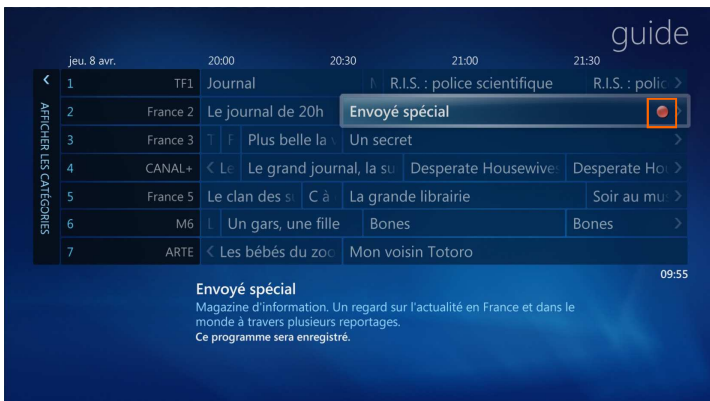 guide
jeu. 8 avr. 20:00 20:30 21:00 21:30
1 TF1 Journal R.I.S. : police scientifique R.I.S. : polic
2 France 2 Le journal de 20h Envoyé spécial
3 France 3 T F Plus belle la Un secret
4 CANAL+ Le Le grand journal, la su Desperate Housewive Desperate Hou
5 France 5 Le clan des s C à La grande librairie Soir au mu
6 M6 L Un gars, une fille Bones Bones
7 ARTE Les bébés du zoo Mon voisin Totoro
AFFICHER LES CATÉGORIES
09:55
Envoyé spécial
Magazine d'information. Un regard sur l'actualité en France et dans le
monde à travers plusieurs reportages.
Ce programme sera enregistré.